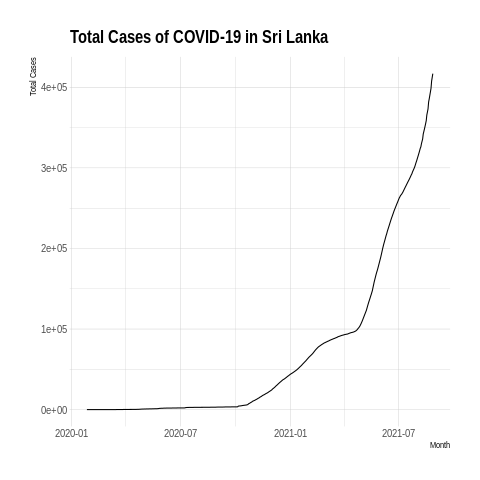 Total Cases of COVID-19 in Sri Lanka
Total Cases
4e+05
3e+05
2e+05
1e+05
0e+00
2020-01 2020-07 2021-01 2021-07
Month